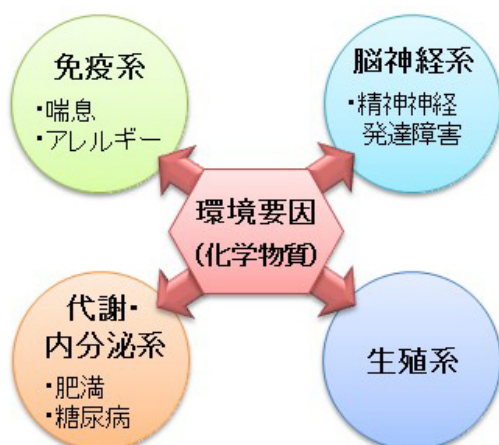 免疫系
・喘息
・アレルギー
脳神経系
・精神神経
発達障害
環境要因
(化学物質)
代謝・
内分泌系
・肥満
・糖尿病
生殖系